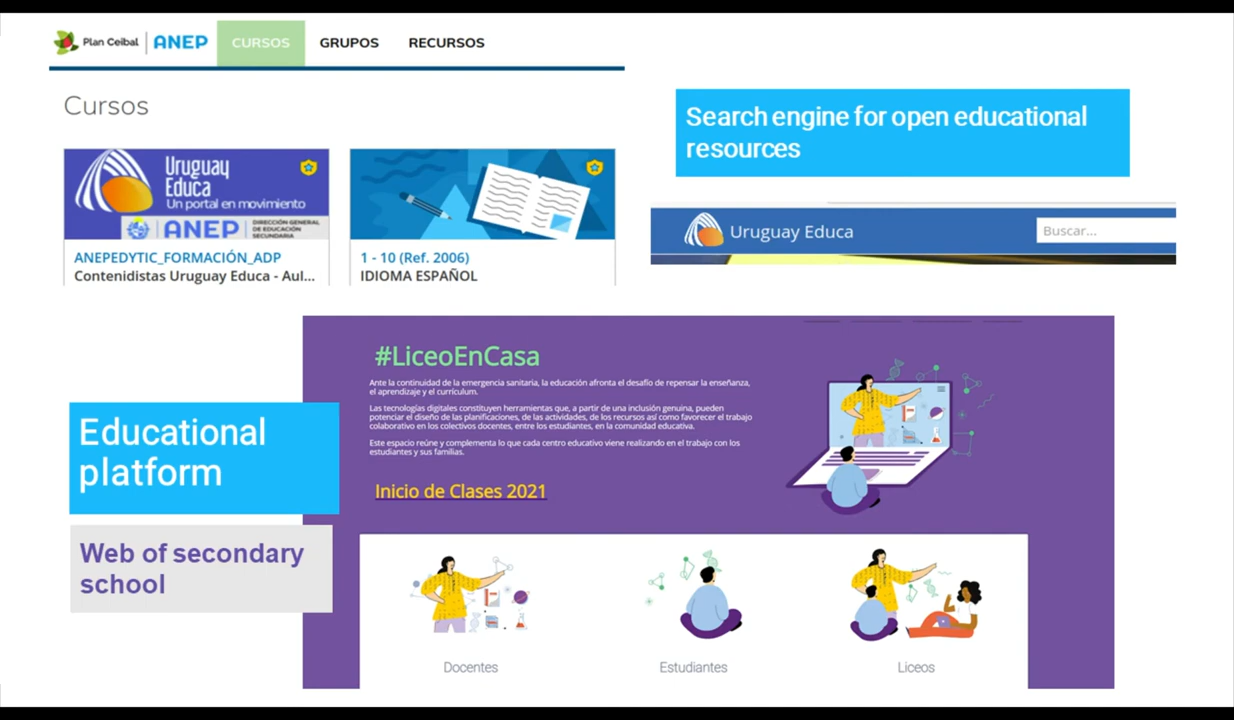 Plan Ceibal ANEP CURSOS GRUPOS RECURSOS
Cursos
Uruguay
Educa
Un portal en movimiento
ANEP DIRECCIÓN GENERAL
DE EDUCACIÓN
SECUNDARIA
ANEPEDYTIC_FORMACIÓN_ADP
Contenidistas Uruguay Educa - Aul...
1 - 10 (Ref. 2006)
IDIOMA ESPAÑOL
Search engine for open educational
resources
Uruguay Educa Buscar...
Educational
platform
Web of secondary
school
#LiceoEnCasa
Ante la continuidad de la emergencia sanitaria, la educación afronta el desafío de repensar la enseñanza,
el aprendizaje y el currículum.
Las tecnologías digitales constituyen herramientas que, a partir de una inclusión genuina, pueden
potenciar el diseño de las planificaciones, de las actividades, de los recursos así como favorecer el trabajo
colaborativo en los colectivos docentes, entre los estudiantes, en la comunidad educativa.
Este espacio reúne y complementa lo que cada centro educativo viene realizando en el trabajo con los
estudiantes y sus familias.
Inicio de Clases 2021
Docentes Estudiantes Liceos